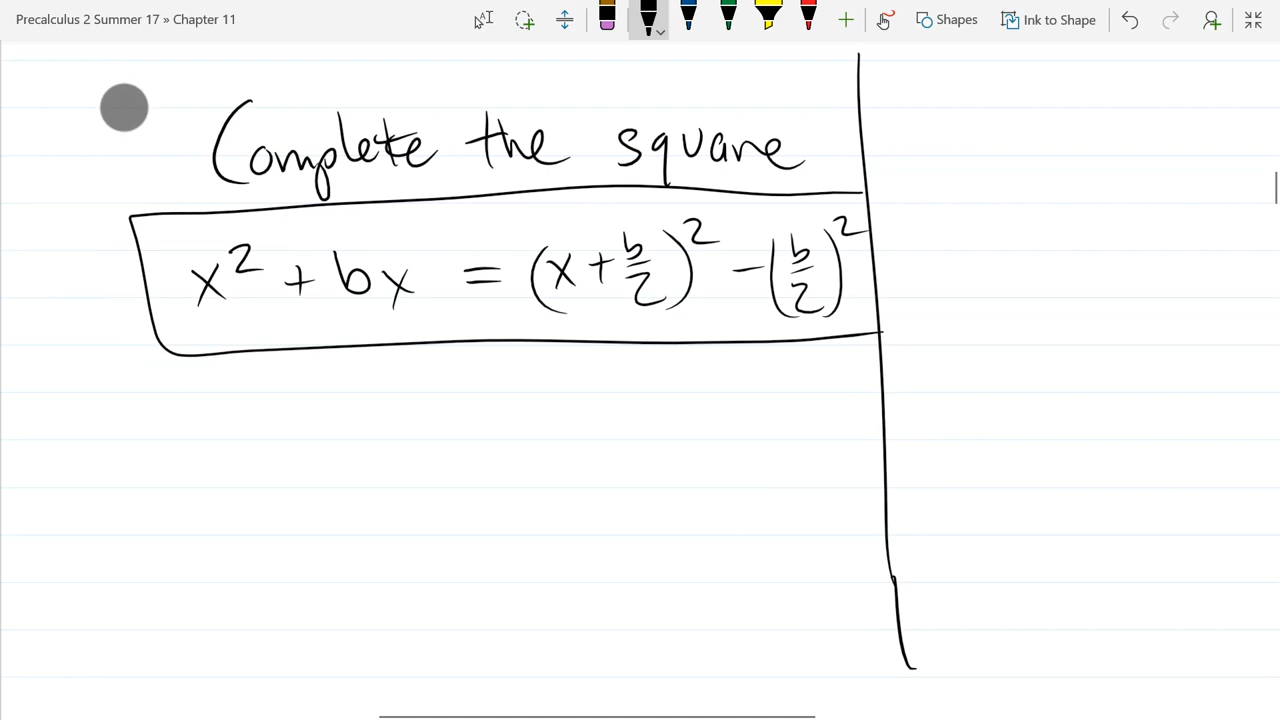 Precalculus 2 Summer 17 » Chapter 11
Shapes
Ink to Shape
Complete the square
x² + bx = (x + b/2)² - (b/2)²